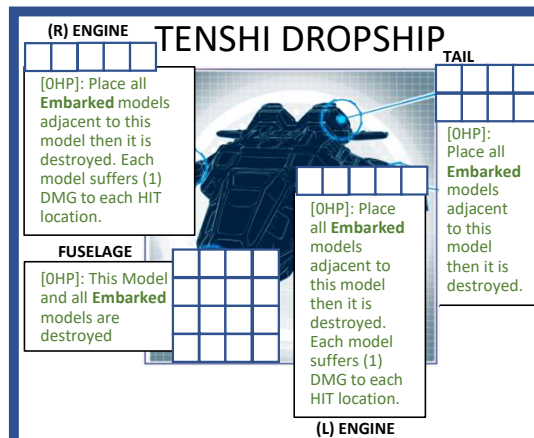 TENSHI DROPSHIP
(R) ENGINE
[0HP]: Place all
Embarked models
adjacent to this
model then it is
destroyed. Each
model suffers (1)
DMG to each HIT
location.
TAIL
[0HP]:
Place all
Embarked
models
adjacent
to this
model
then it is
destroyed.
FUSELAGE
[0HP]: This Model
and all Embarked
models are
destroyed
[0HP]: Place
all Embarked
models
adjacent to
this model
then it is
destroyed.
Each model
suffers (1)
DMG to each
HIT location.
(L) ENGINE